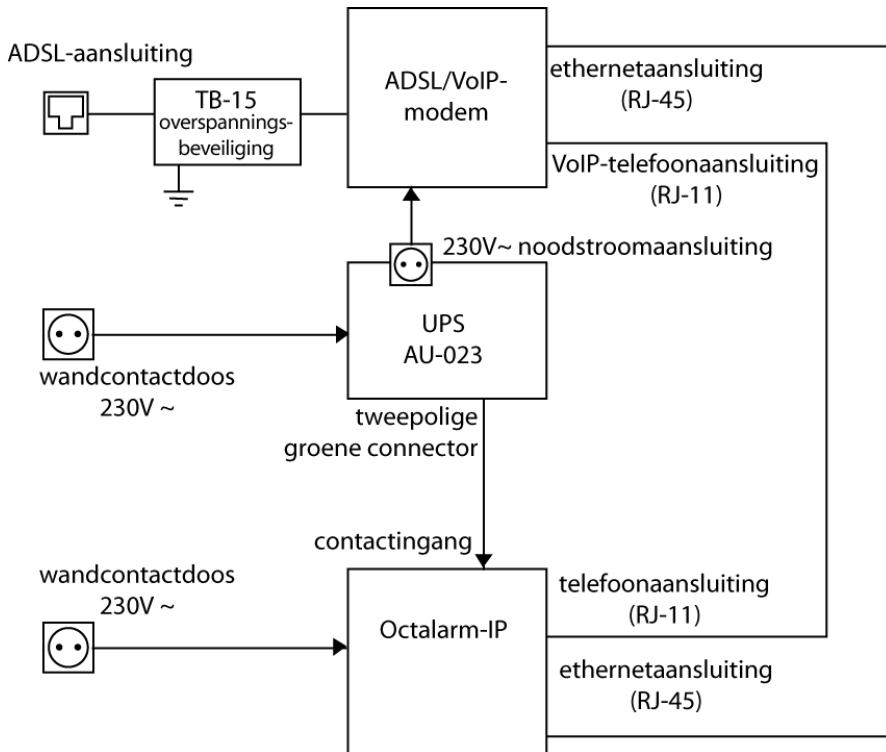 ADSL-aansluiting
TB-15
overspannings-
beveiliging
ADSL/VoIP-
modem
ethernetaansluiting
(RJ-45)
VoIP-telefoonaansluiting
(RJ-11)
230V~ noodstroomaansluiting
UPS
AU-023
wandcontactdoos
230V ~
tweepolige
groene connector
contactingang
wandcontactdoos
230V ~
Octalarm-IP
telefoonaansluiting
(RJ-11)
ethernetaansluiting
(RJ-45)